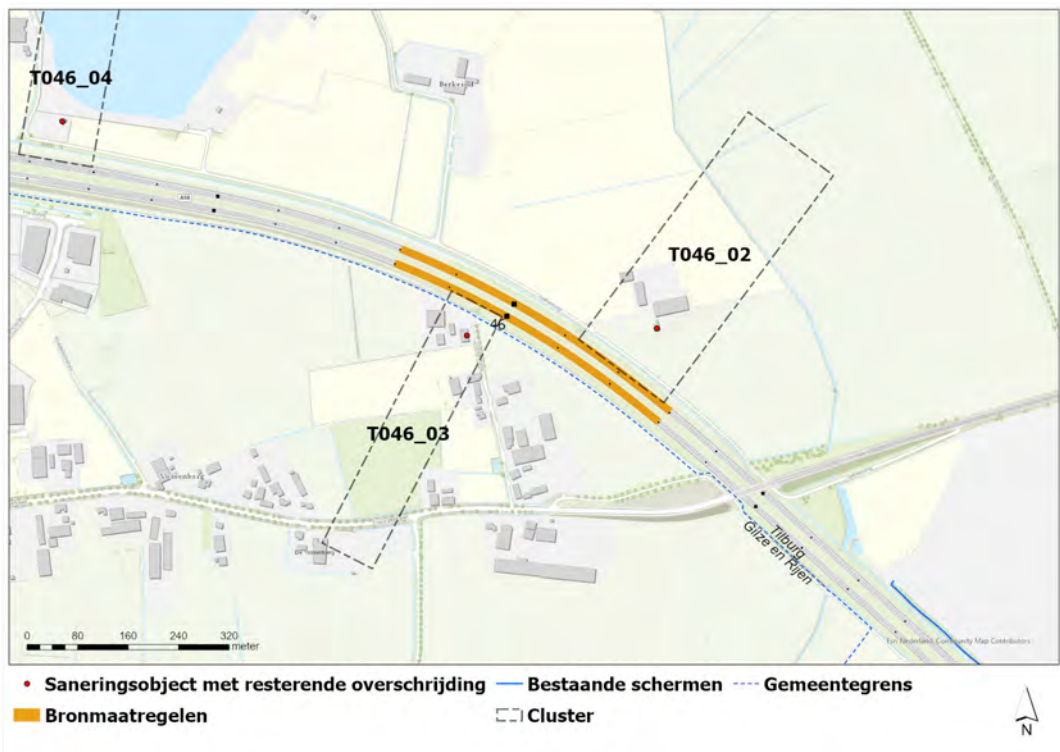 T046_04
Berkeind
A58
T046_02
46
T046_03
Tilburg
Gilze en Rijen
0 80 160 240 320
meter
Esri Nederland, Community Map Contributors
Saneringsobject met resterende overschrijding
Bestaande schermen
Gemeentegrens
Bronmaatregelen
Cluster
N